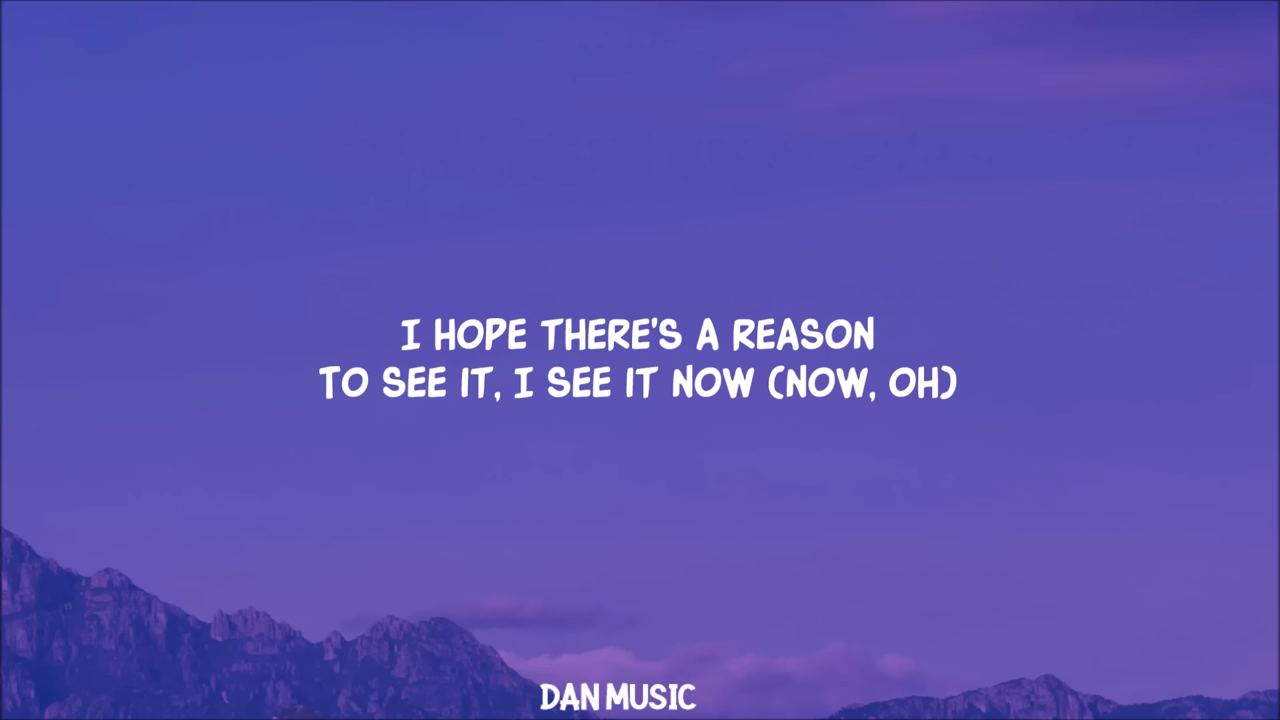 I HOPE THERE'S A REASON
TO SEE IT, I SEE IT NOW (NOW, OH)
DAN MUSIC